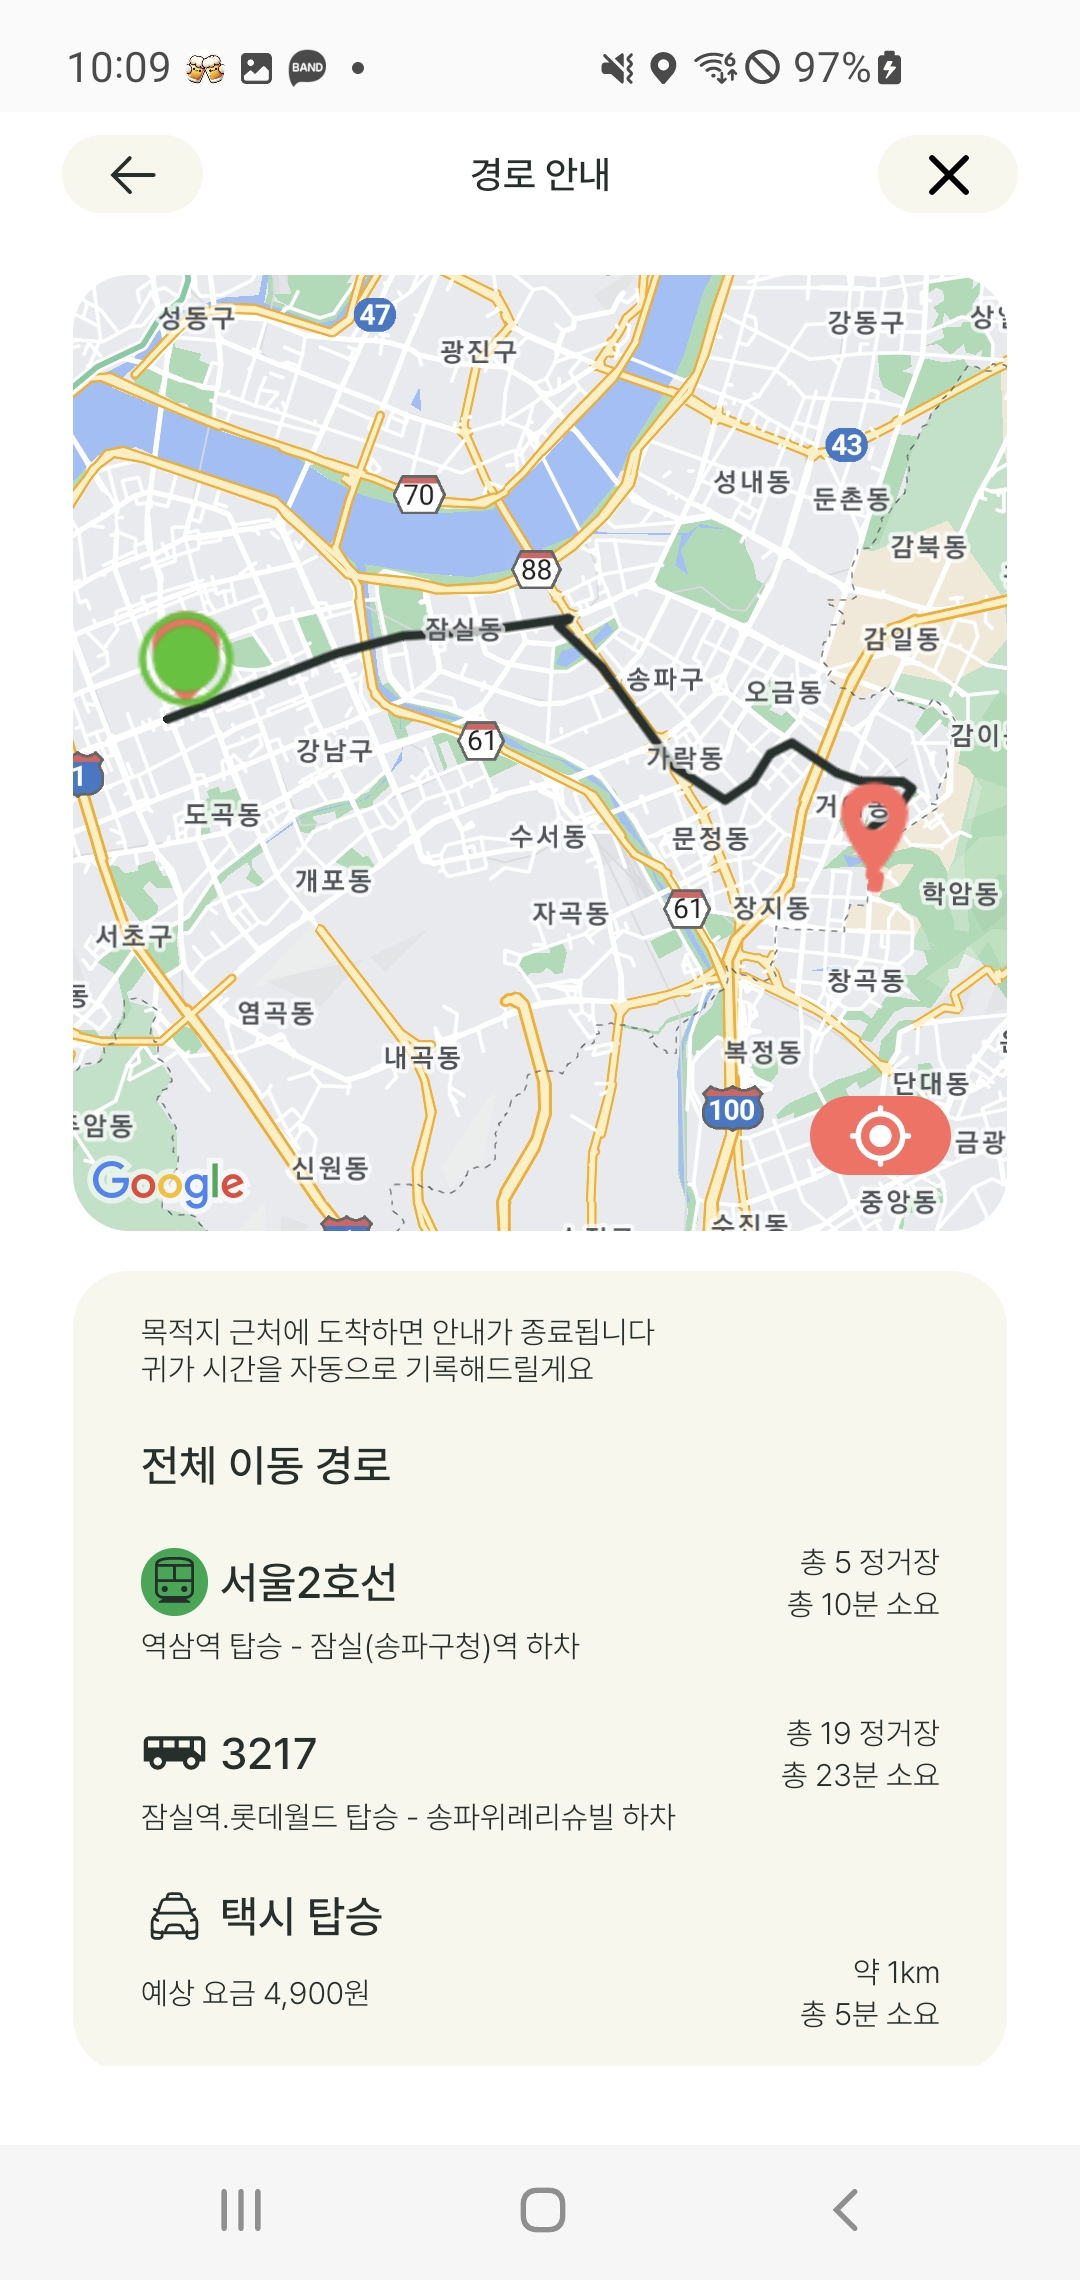 10:09
BAND
97%
경로 안내
성동구
47
광진구
강동구
43
성내동
둔촌동
70
감북동
88
잠실동
감일동
송파구
오금동
61
강남구
가락동
감이
1
도곡동
수서동
문정동
개포동
자곡동
61
장지동
학암동
서초구
창곡동
동
염곡동
내곡동
복정동
단대동
100
암동
금광
신원동
Google
중앙동
수진동
목적지 근처에 도착하면 안내가 종료됩니다
귀가 시간을 자동으로 기록해드릴게요
전체 이동 경로
서울2호선
총 5 정거장
총 10분 소요
역삼역 탑승 - 잠실(송파구청)역 하차
3217
총 19 정거장
총 23분 소요
잠실역.롯데월드 탑승 - 송파위례리슈빌 하차
택시 탑승
예상 요금 4,900원
약 1km
총 5분 소요